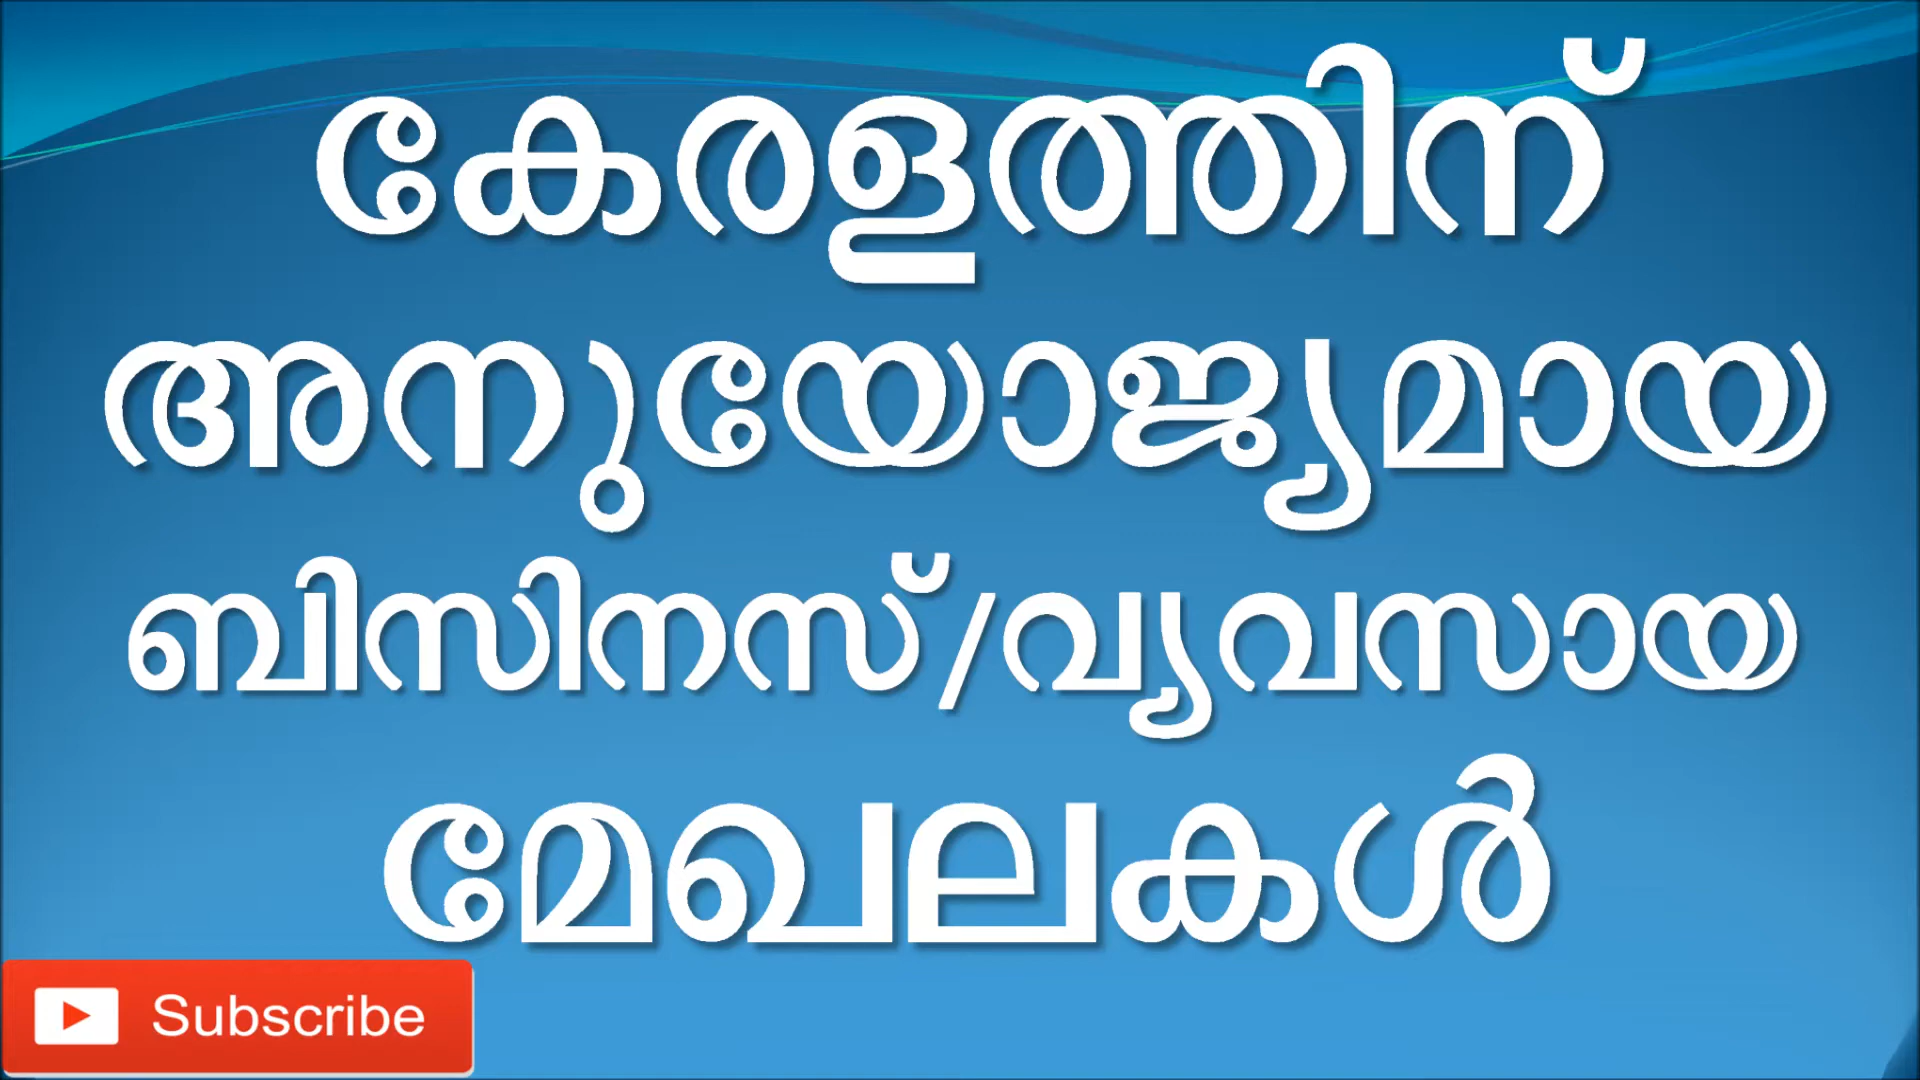 കേരളത്തിന്
അനുയോജ്യമായ
ബിസിനസ്/വ്യവസായ
മേഖലകൾ
Subscribe